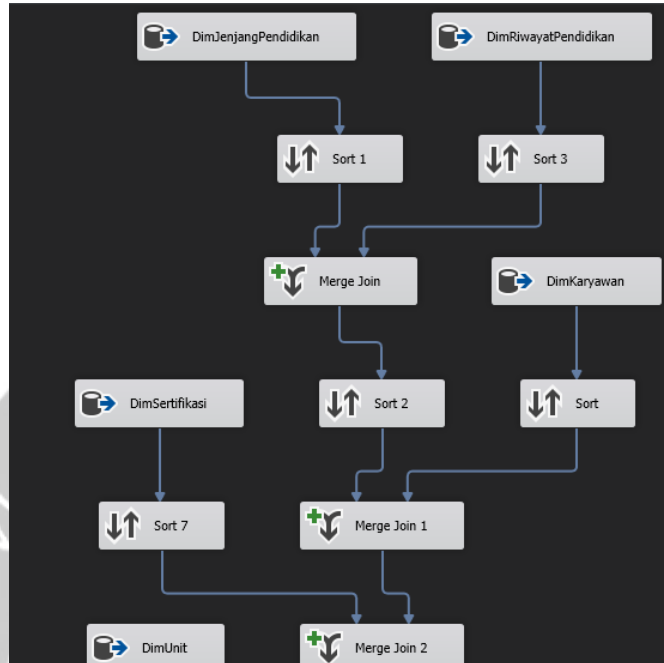 DimJenjangPendidikan
DimRiwayatPendidikan
Sort 1
Sort 3
Merge Join
DimKaryawan
DimSertifikasi
Sort 2
Sort
Sort 7
Merge Join 1
DimUnit
Merge Join 2